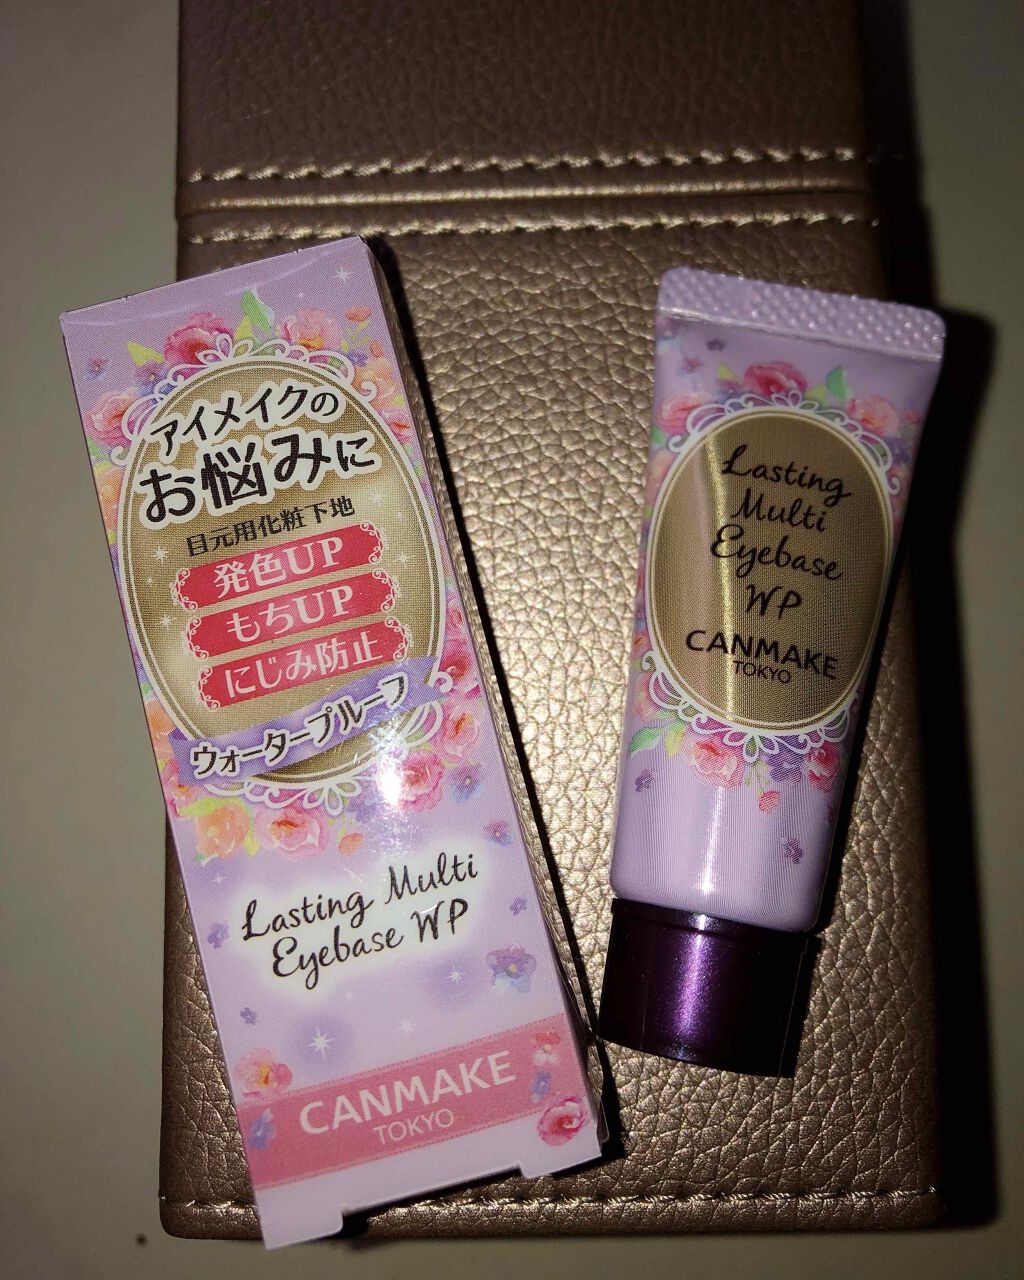 アイメイクの
お悩みに
目元用化粧下地
発色UP
もちUP
にじみ防止
ウォータープルーフ
Lasting Multi
Eyebase WP
CANMAKE
TOKYO
Lasting
Multi
Eyebase
WP
CANMAKE
TOKYO